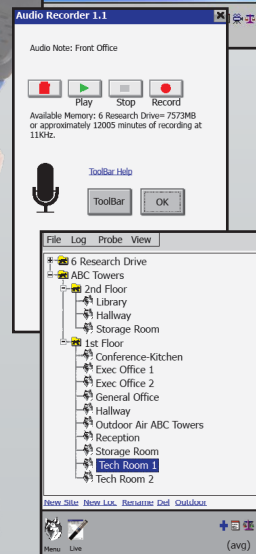 Audio Recorder 1.1
Audio Note: Front Office
Play Stop Record
Available Memory: 6 Research Drive= 7573MB
or approximately 12005 minutes of recording at
11KHz.
ToolBar Help
ToolBar OK
File Log Probe View
6 Research Drive
ABC Towers
2nd Floor
Library
Hallway
Storage Room
1st Floor
Conference-Kitchen
Exec Office 1
Exec Office 2
General Office
Hallway
Outdoor Air ABC Towers
Reception
Storage Room
Tech Room 1
Tech Room 2
New Site New Loc Rename Del Outdoor
Menu Live
(avg)